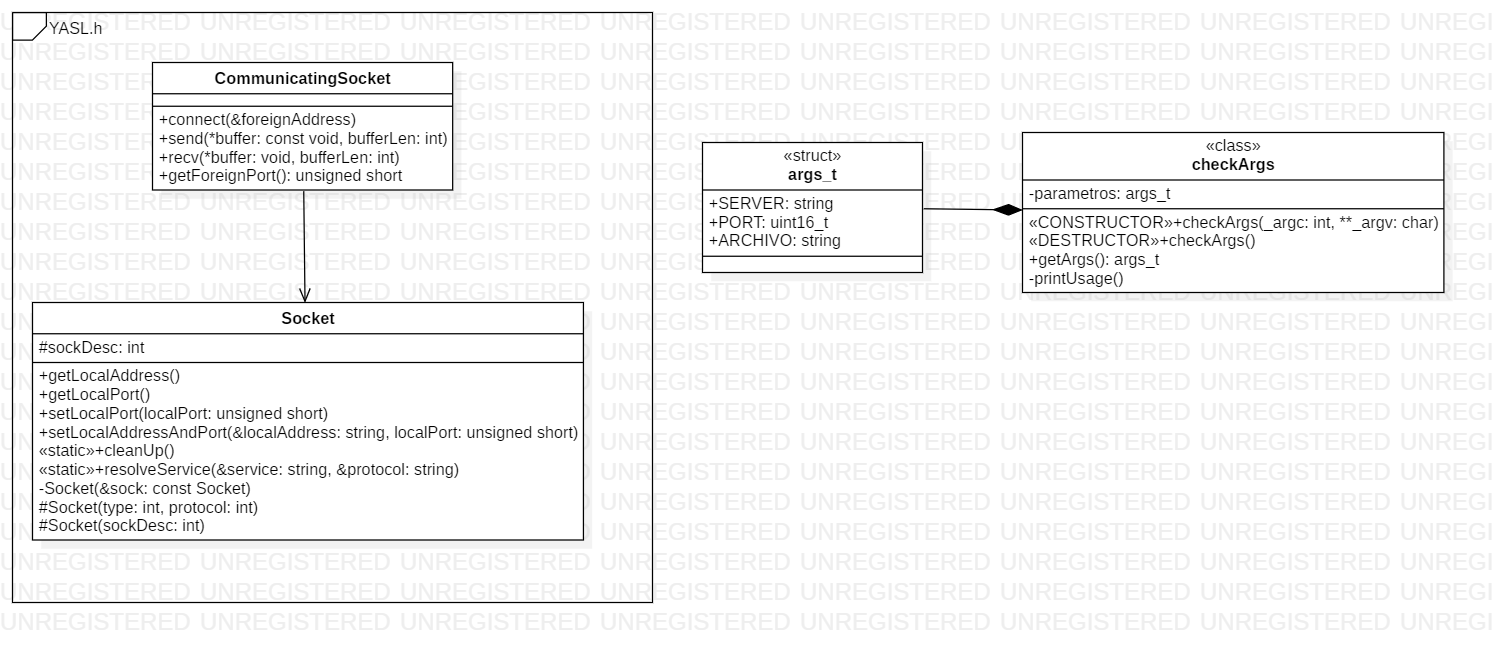 YASL.h
CommunicatingSocket
+connect(&foreignAddress)
+send(*buffer: const void, bufferLen: int)
+recv(*buffer: void, bufferLen: int)
+getForeignPort(): unsigned short
Socket
#sockDesc: int
+getLocalAddress()
+getLocalPort()
+setLocalPort(localPort: unsigned short)
+setLocalAddressAndPort(&localAddress: string, localPort: unsigned short)
«static»+cleanUp()
«static»+resolveService(&service: string, &protocol: string)
-Socket(&sock: const Socket)
#Socket(type: int, protocol: int)
#Socket(sockDesc: int)
«struct»
args_t
+SERVER: string
+PORT: uint16_t
+ARCHIVO: string
«class»
checkArgs
-parametros: args_t
«CONSTRUCTOR»+checkArgs(_argc: int, **_argv: char)
«DESTRUCTOR»+checkArgs()
+getArgs(): args_t
-printUsage()
UNREGISTERED UNREGISTERED UNREGISTERED UNREGISTERED UNREGISTERED UNREGISTERED UNREGISTERED UNREGI